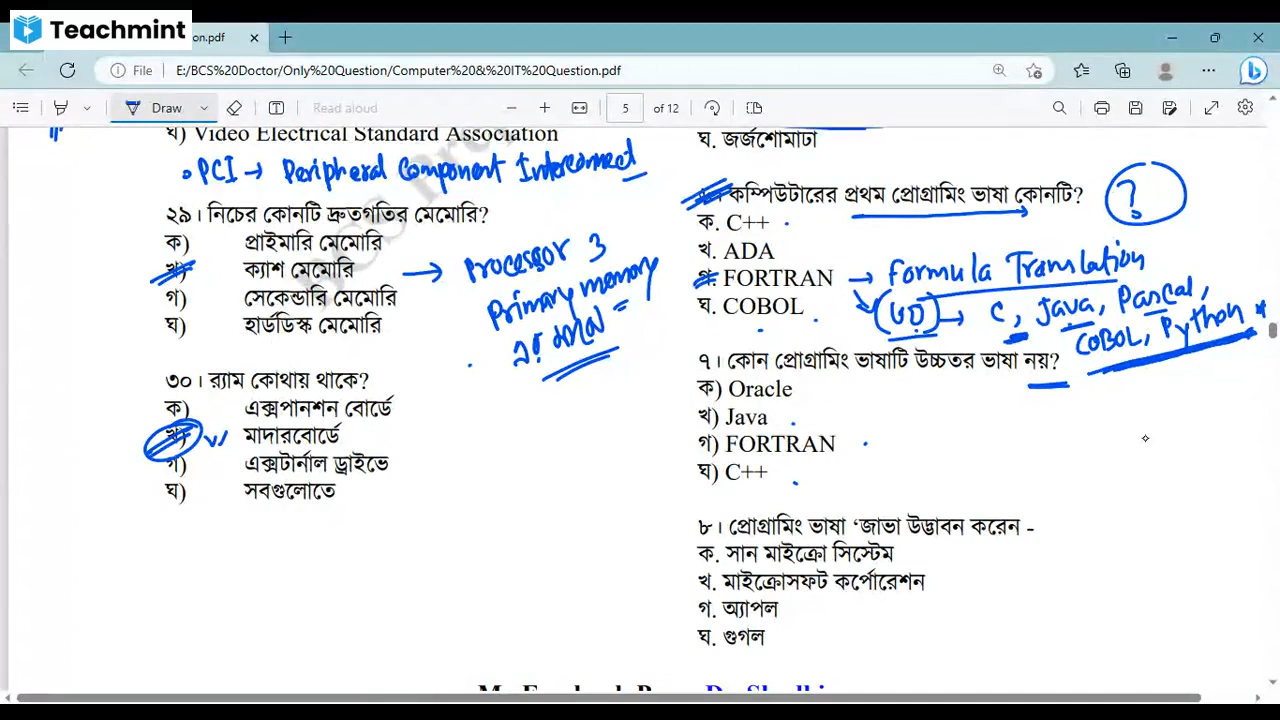 Teachmint
on.pdf
File
E:/BCS%20Doctor/Only%20Question/Computer%20&%20IT%20Question.pdf
Draw
Read aloud
5 of 12
Video Electrical Standard Association
• PCI → Peripheral Component Interconnect
২৯। নিচের কোনটি দ্রুতগতির মেমোরি?
ক) প্রাইমারি মেমোরি
খ) ক্যাশ মেমোরি → Processor ও
Primary memory
এর মাঝে
গ) সেকেন্ডারি মেমোরি
ঘ) হার্ডডিস্ক মেমোরি
৩০। র‍্যাম কোথায় থাকে?
ক) এক্সপানশন বোর্ডে
খ) মাদারবোর্ডে
গ) এক্সটার্নাল ড্রাইভে
ঘ) সবগুলোতে
ঘ. জর্জশোমাঢা
কম্পিউটারের প্রথম প্রোগ্রামিং ভাষা কোনটি? ?
ক. C++
খ. ADA
গ. FORTRAN → Formula Translation
→ C, Java, Pascal,
COBOL, Python *
ঘ. COBOL
৭। কোন প্রোগ্রামিং ভাষাটি উচ্চতর ভাষা নয়?
ক) Oracle
খ) Java
গ) FORTRAN
ঘ) C++
৮। প্রোগ্রামিং ভাষা ‘জাভা উদ্ভাবন করেন -
ক. সান মাইক্রো সিস্টেম
খ. মাইক্রোসফট কর্পোরেশন
গ. অ্যাপল
ঘ. গুগল